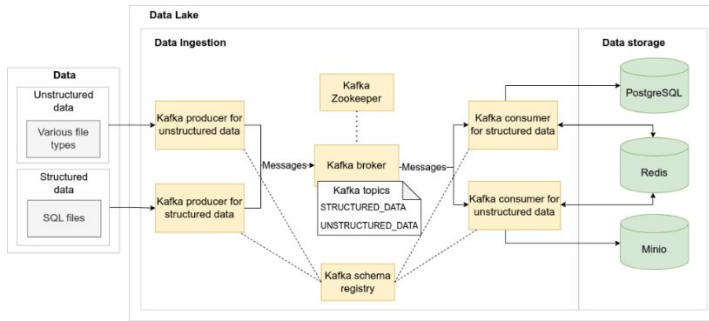 Data Lake
Data Ingestion
Data storage
Data
Unstructured
data
Various file
types
Structured
data
SQL files
Kafka producer for
unstructured data
Kafka producer for
structured data
Messages
Kafka
Zookeeper
Kafka broker
Kafka topics
STRUCTURED_DATA
UNSTRUCTURED_DATA
Kafka schema
registry
Messages
Kafka consumer
for structured data
Kafka consumer for
unstructured data
PostgreSQL
Redis
Minio